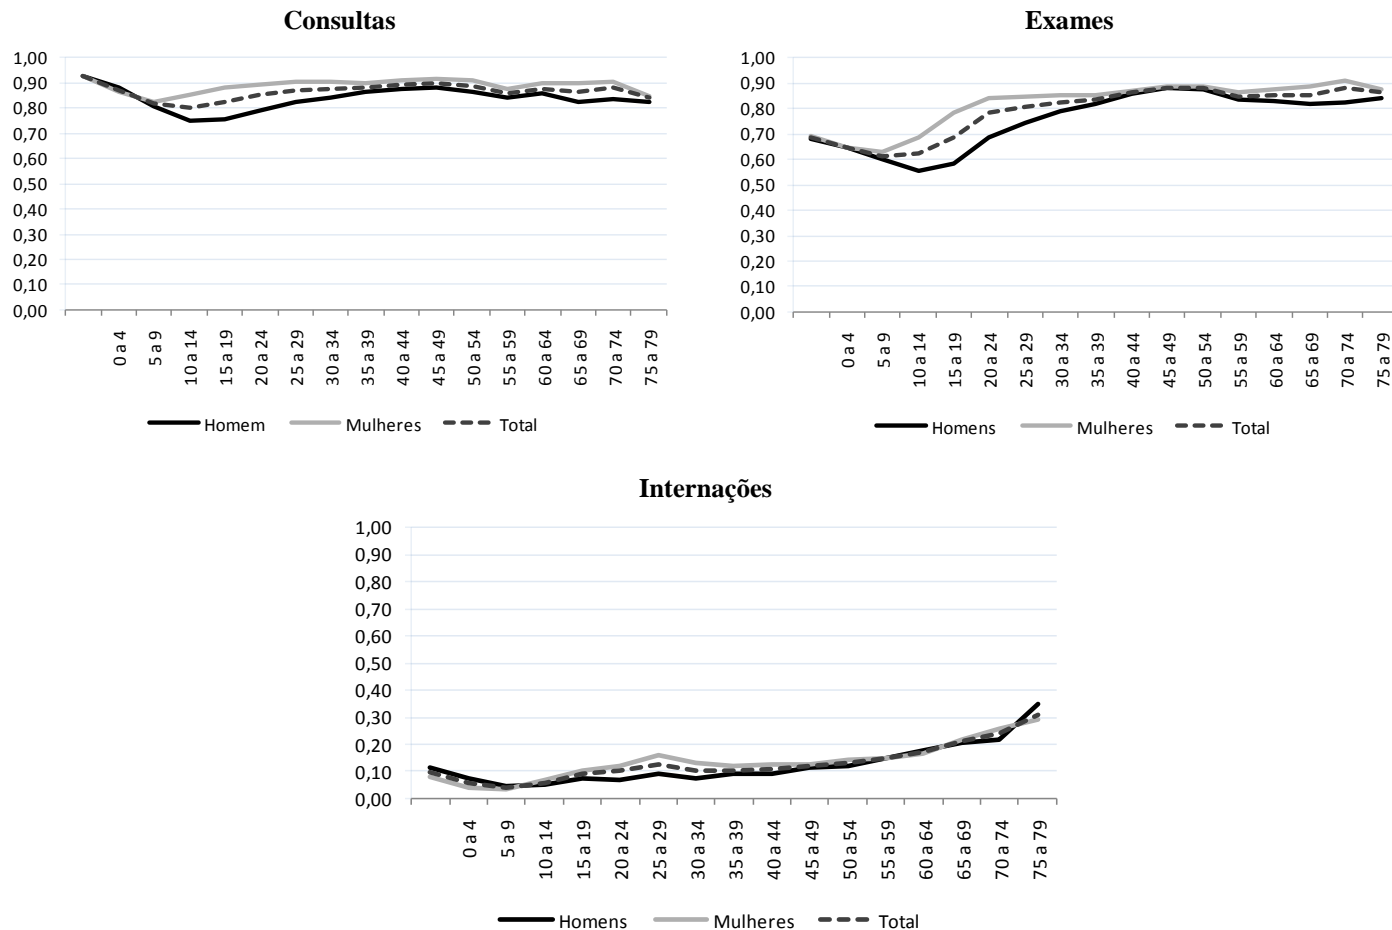 Consultas
1,00
0,90
0,80
0,70
0,60
0,50
0,40
0,30
0,20
0,10
0,00
0 a 4
5 a 9
10 a 14
15 a 19
20 a 24
25 a 29
30 a 34
35 a 39
40 a 44
45 a 49
50 a 54
55 a 59
60 a 64
65 a 69
70 a 74
75 a 79
Homem Mulheres Total
Exames
1,00
0,90
0,80
0,70
0,60
0,50
0,40
0,30
0,20
0,10
0,00
0 a 4
5 a 9
10 a 14
15 a 19
20 a 24
25 a 29
30 a 34
35 a 39
40 a 44
45 a 49
50 a 54
55 a 59
60 a 64
65 a 69
70 a 74
75 a 79
Homens Mulheres Total
Internações
1,00
0,90
0,80
0,70
0,60
0,50
0,40
0,30
0,20
0,10
0,00
0 a 4
5 a 9
10 a 14
15 a 19
20 a 24
25 a 29
30 a 34
35 a 39
40 a 44
45 a 49
50 a 54
55 a 59
60 a 64
65 a 69
70 a 74
75 a 79
Homens Mulheres Total